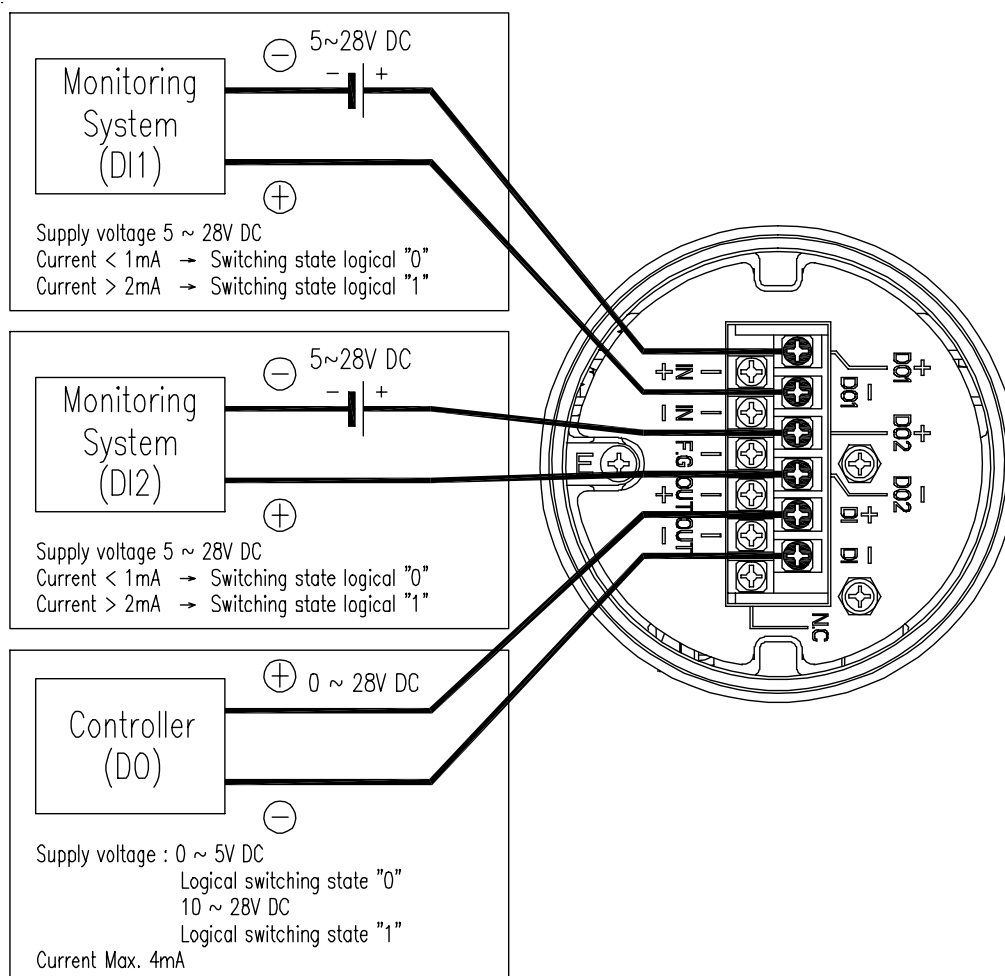 ⊖ 5~28V DC
− +
Monitoring
System
(DI1)
⊕
Supply voltage 5 ~ 28V DC
Current < 1mA → Switching state logical "0"
Current > 2mA → Switching state logical "1"
⊖ 5~28V DC
− +
Monitoring
System
(DI2)
⊕
Supply voltage 5 ~ 28V DC
Current < 1mA → Switching state logical "0"
Current > 2mA → Switching state logical "1"
⊕ 0 ~ 28V DC
Controller
(DO)
⊖
Supply voltage : 0 ~ 5V DC
Logical switching state "0"
10 ~ 28V DC
Logical switching state "1"
Current Max. 4mA
E
+ IN
− IN
F.G
+ OUT
− OUT
DO1 +
DO1 −
DO2 +
DO2 −
DI +
DI −
N.C